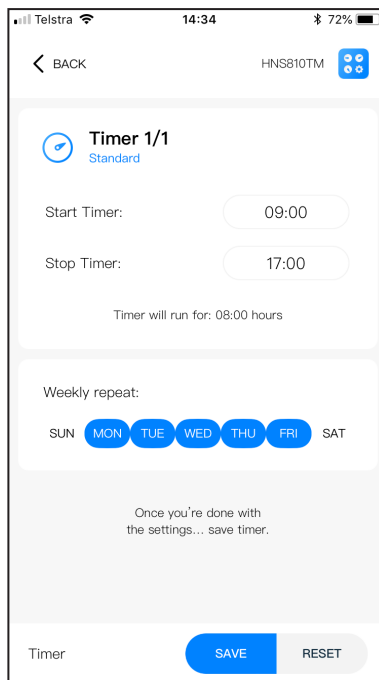 Telstra 14:34 72%
BACK HNS810TM
Timer 1/1
Standard
Start Timer: 09:00
Stop Timer: 17:00
Timer will run for: 08:00 hours
Weekly repeat:
SUN MON TUE WED THU FRI SAT
Once you're done with
the settings... save timer.
Timer SAVE RESET